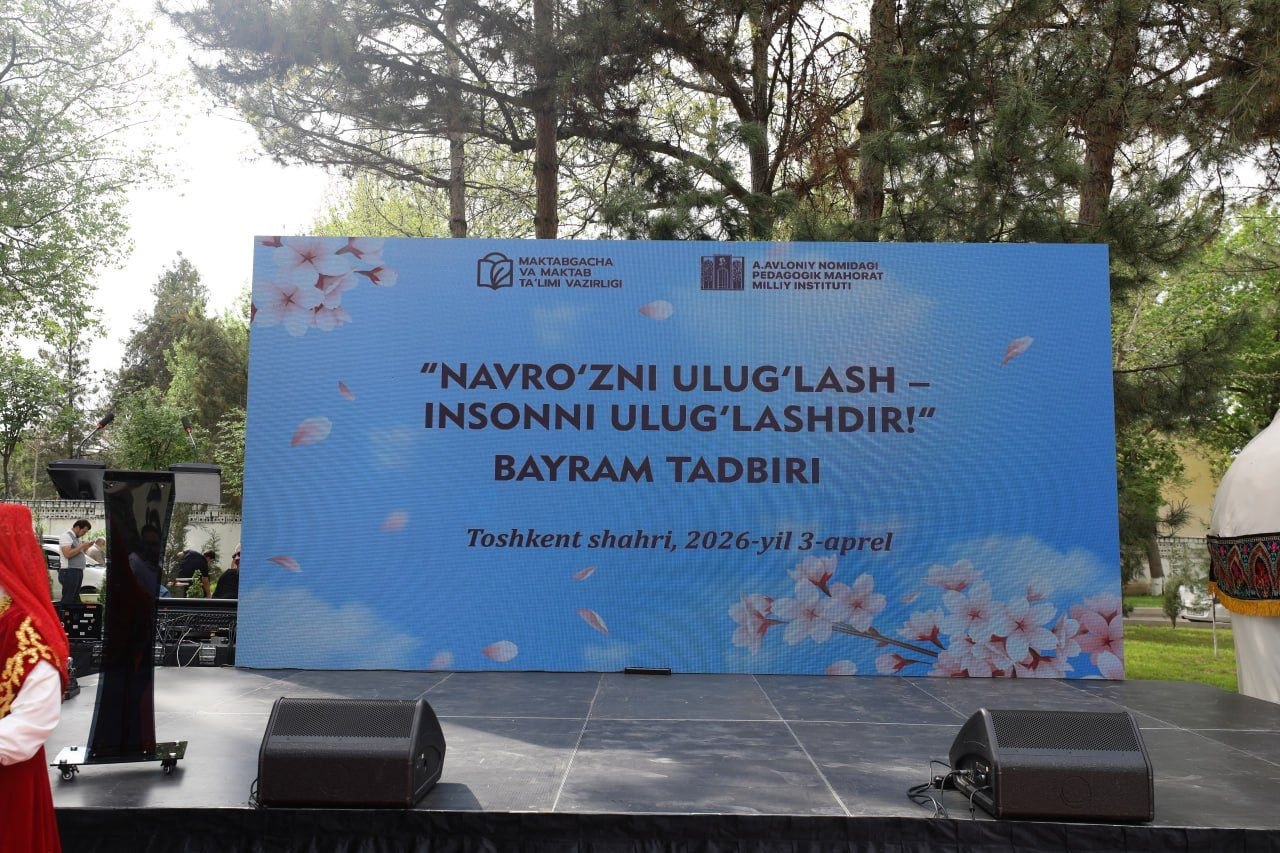 MAKTABGACHA
VA MAKTAB
TA'LIMI VAZIRLIGI
A.AVLONIY NOMIDAGI
PEDAGOGIK MAHORAT
MILLIY INSTITUTI
“NAVRO‘ZNI ULUG‘LASH –
INSONNI ULUG‘LASHDIR!“
BAYRAM TADBIRI
Toshkent shahri, 2026-yil 3-aprel